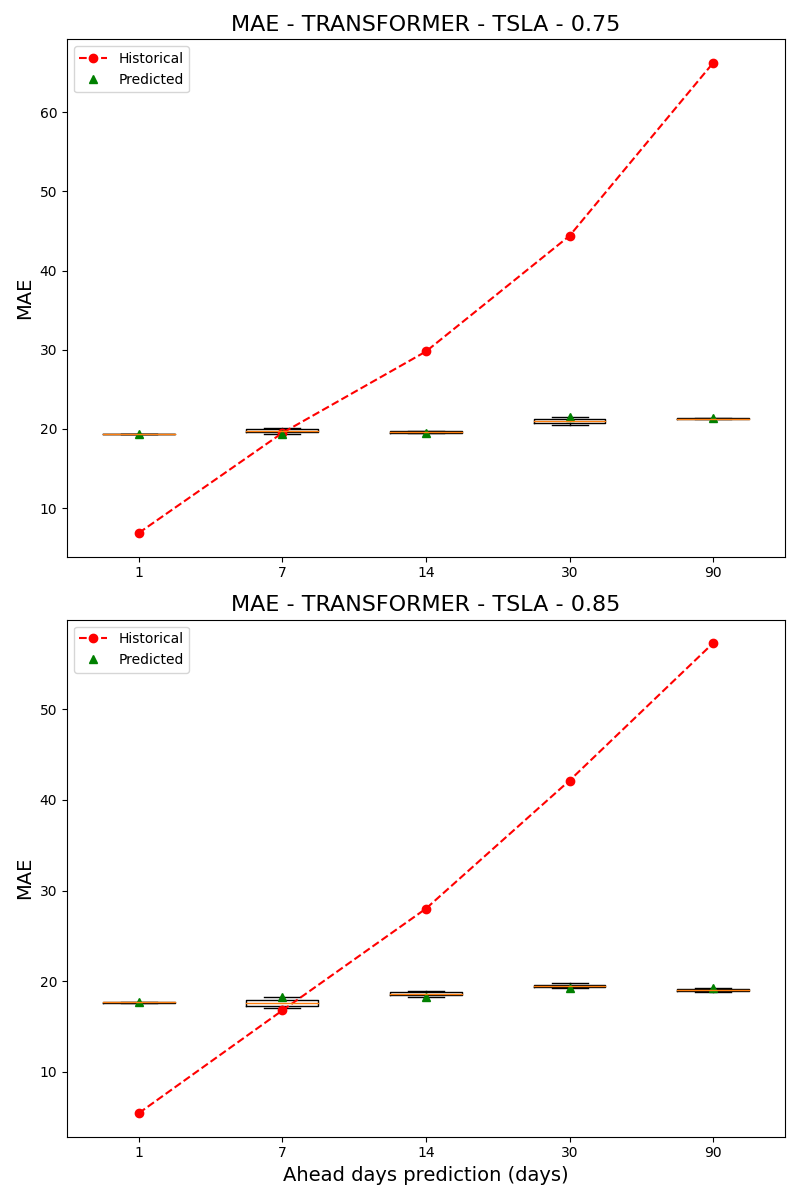 MAE - TRANSFORMER - TSLA - 0.75
Historical
Predicted
MAE
60
50
40
30
20
10
1 7 14 30 90
MAE - TRANSFORMER - TSLA - 0.85
Historical
Predicted
MAE
50
40
30
20
10
1 7 14 30 90
Ahead days prediction (days)